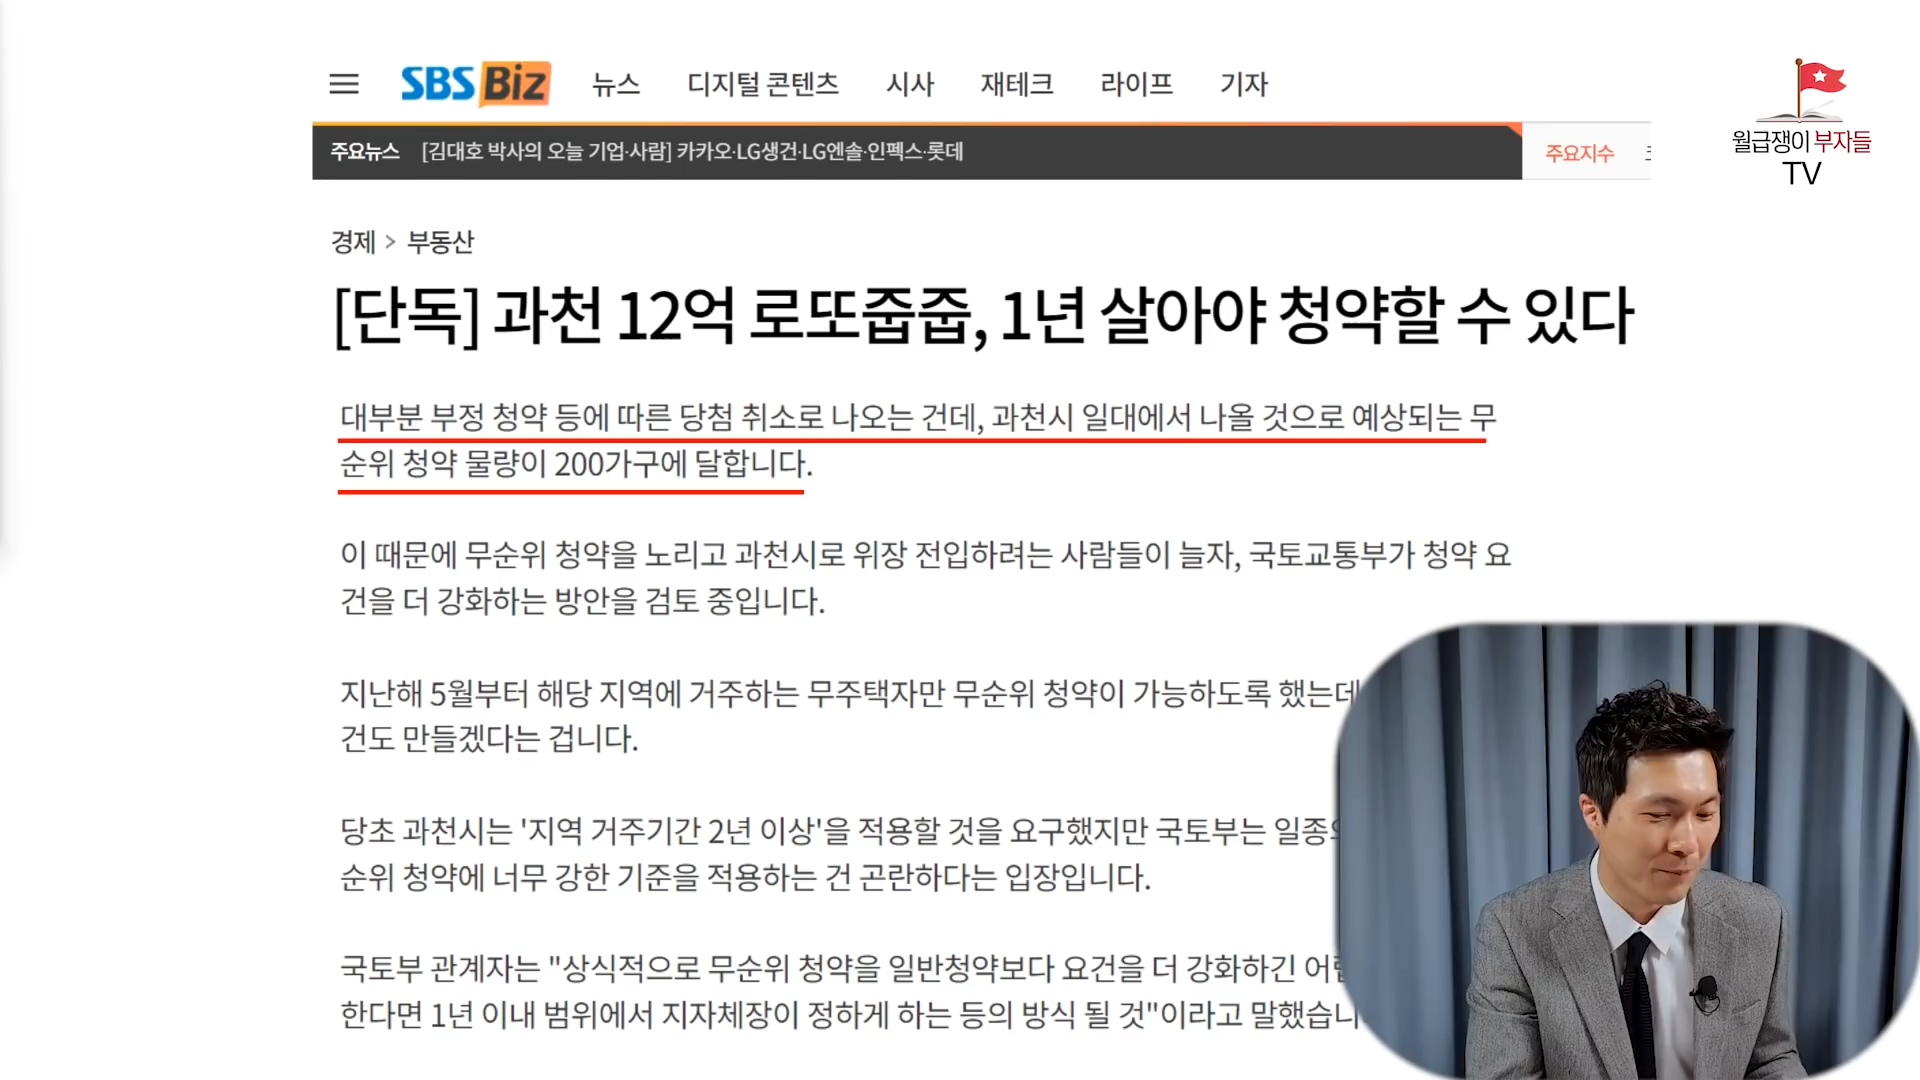 SBS Biz 뉴스 디지털 콘텐츠 시사 재테크 라이프 기자
월급쟁이 부자들
TV
주요뉴스 [김대호 박사의 오늘 기업·사람] 카카오·LG생건·LG엔솔·인펙스·롯데 주요지수
경제 > 부동산
[단독] 과천 12억 로또줍줍, 1년 살아야 청약할 수 있다
대부분 부정 청약 등에 따른 당첨 취소로 나오는 건데, 과천시 일대에서 나올 것으로 예상되는 무
순위 청약 물량이 200가구에 달합니다.
이 때문에 무순위 청약을 노리고 과천시로 위장 전입하려는 사람들이 늘자, 국토교통부가 청약 요
건을 더 강화하는 방안을 검토 중입니다.
지난해 5월부터 해당 지역에 거주하는 무주택자만 무순위 청약이 가능하도록 했는데
건도 만들겠다는 겁니다.
당초 과천시는 '지역 거주기간 2년 이상'을 적용할 것을 요구했지만 국토부는
순위 청약에 너무 강한 기준을 적용하는 건 곤란하다는 입장입니다.
국토부 관계자는 "상식적으로 무순위 청약을 일반청약보다 요건을 더 강화하긴
한다면 1년 이내 범위에서 지자체장이 정하게 하는 등의 방식 될 것"이라고